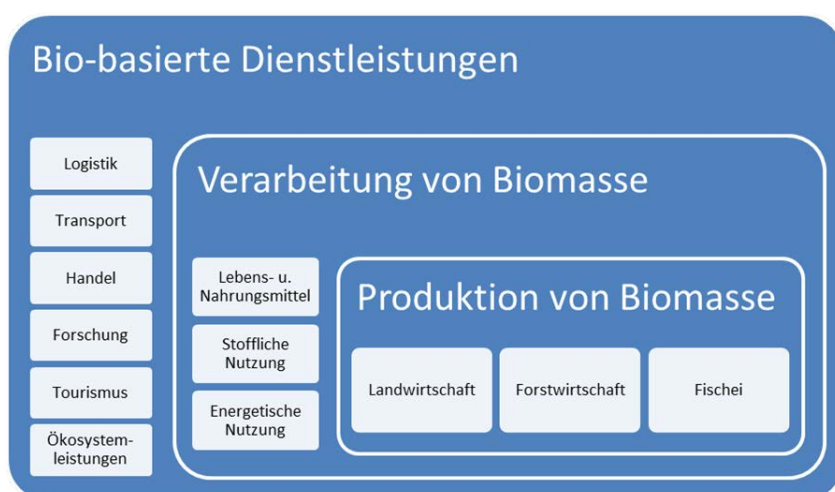 Bio-basierte Dienstleistungen
Logistik
Transport
Handel
Forschung
Tourismus
Ökosystem-
leistungen
Verarbeitung von Biomasse
Lebens- u.
Nahrungsmittel
Stoffliche
Nutzung
Energetische
Nutzung
Produktion von Biomasse
Landwirtschaft
Forstwirtschaft
Fischei